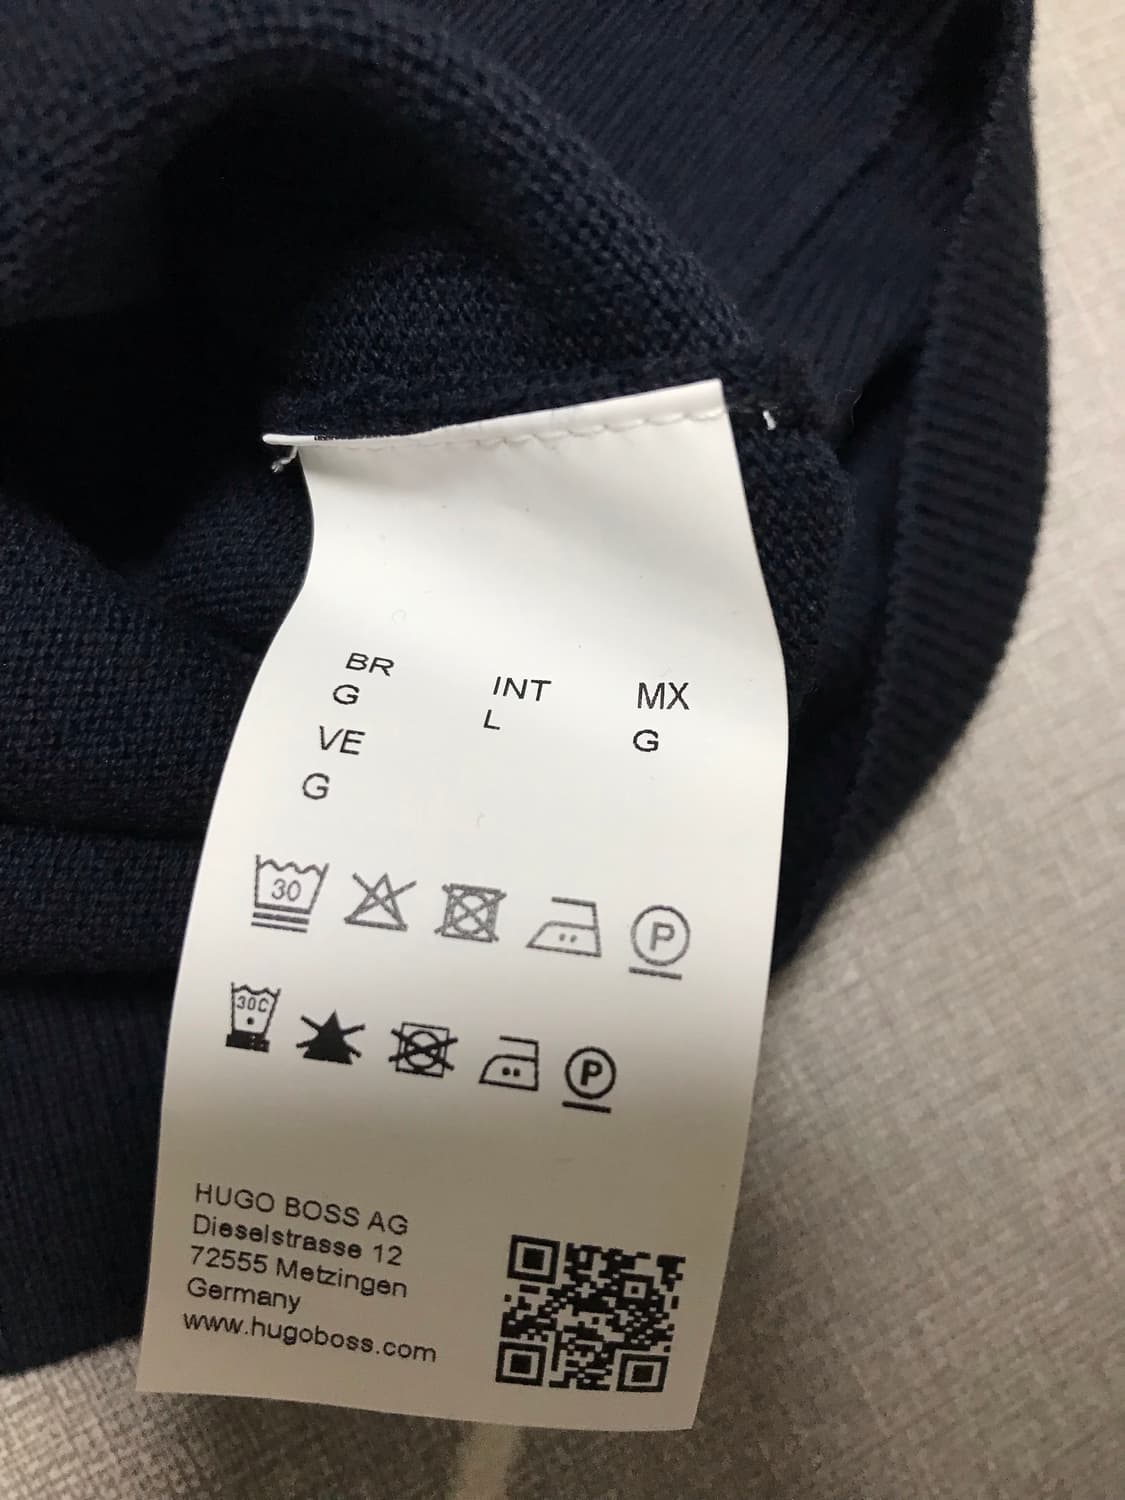 BR INT MX
G L G
VE
G
30 P
30C P
HUGO BOSS AG
Dieselstrasse 12
72555 Metzingen
Germany
www.hugoboss.com